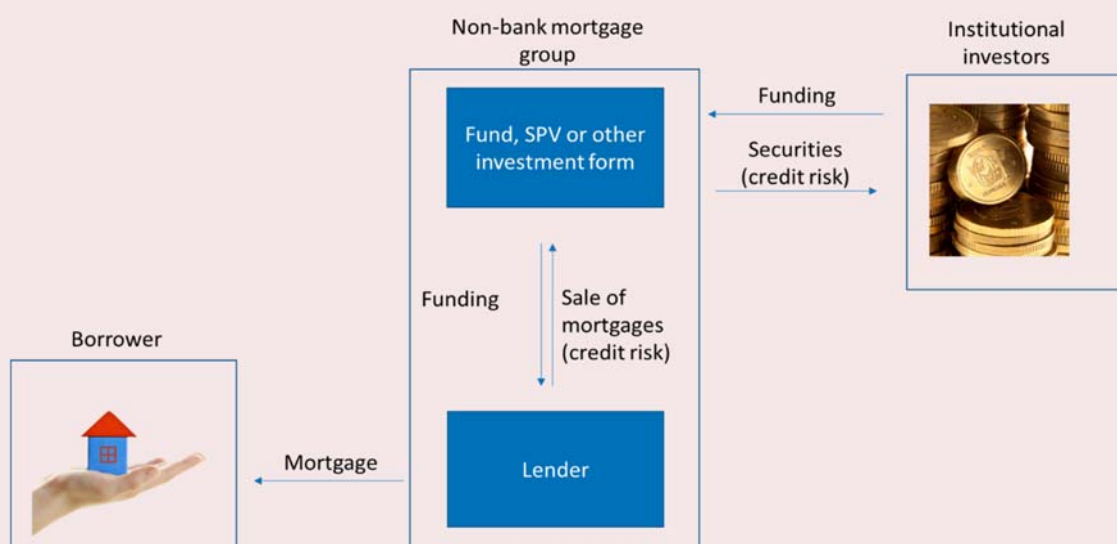 Non-bank mortgage
group
Institutional
investors
Fund, SPV or other
investment form
Funding
Securities
(credit risk)
Funding
Sale of
mortgages
(credit risk)
Borrower
Mortgage
Lender